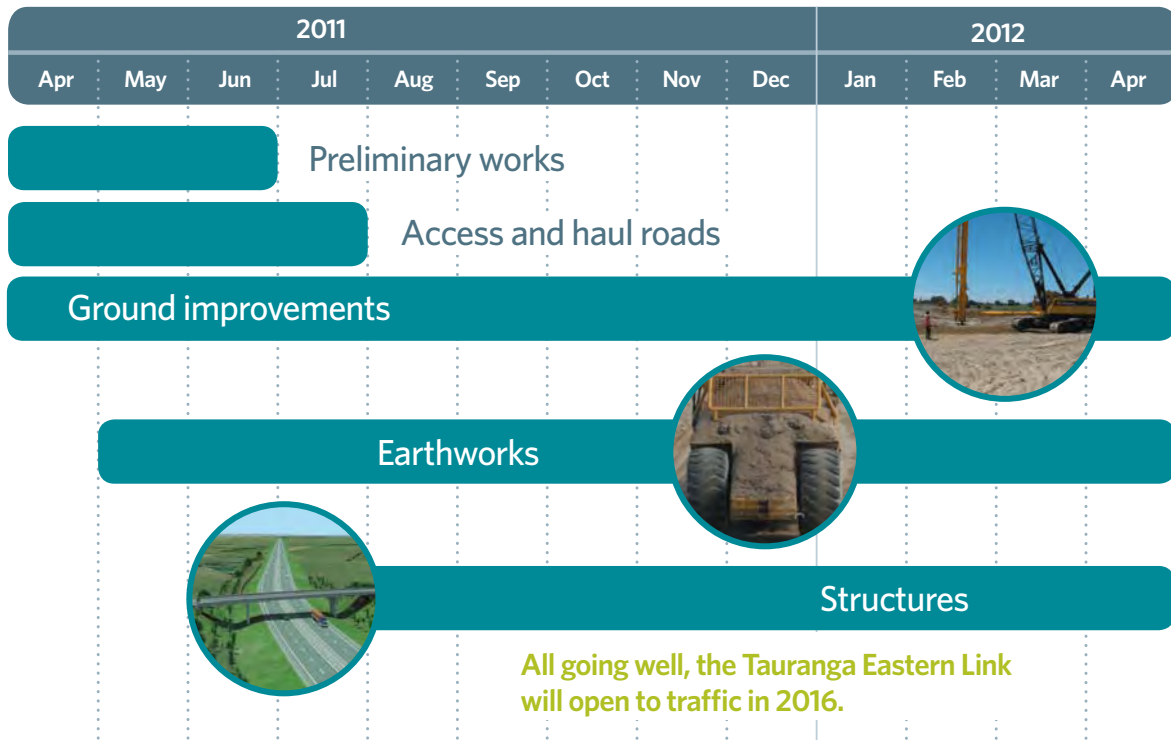 2011
2012
Apr May Jun Jul Aug Sep Oct Nov Dec Jan Feb Mar Apr
Preliminary works
Access and haul roads
Ground improvements
Earthworks
Structures
All going well, the Tauranga Eastern Link
will open to traffic in 2016.